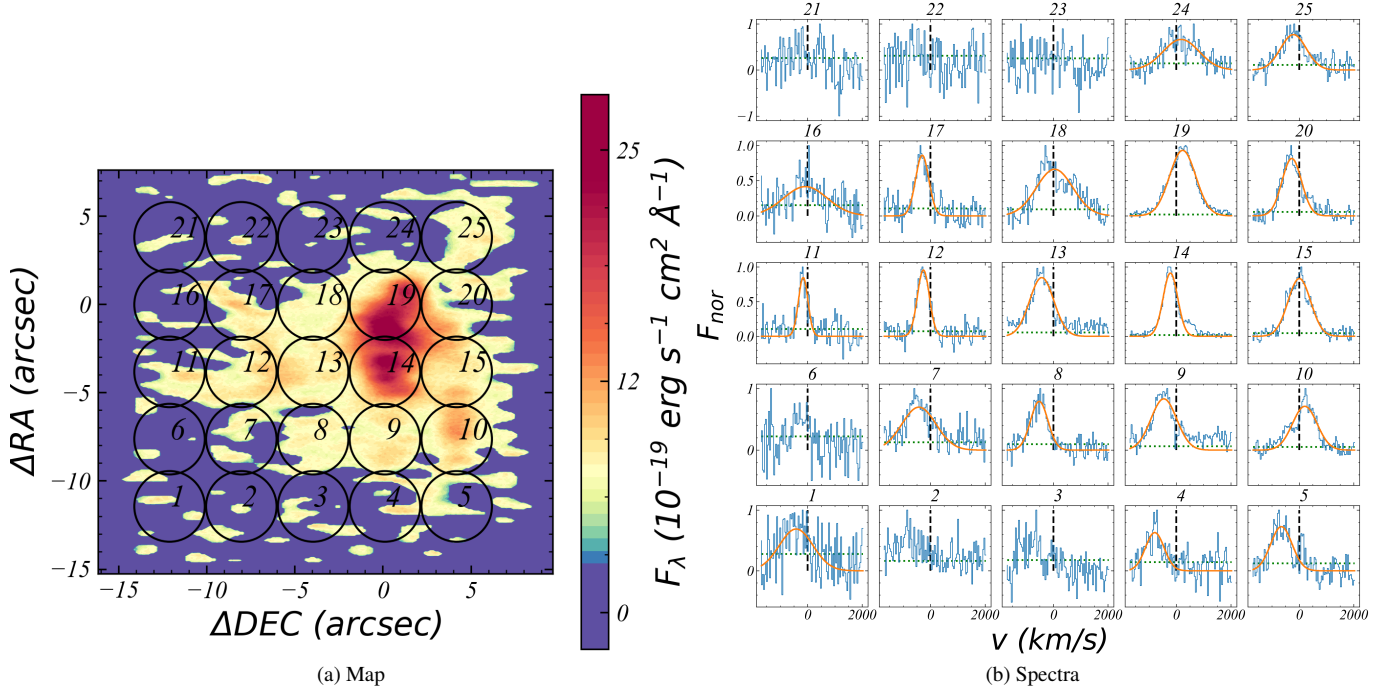 21 22 23 24 25
1
0
-1
16 17 18 19 20
1.0
0.5
0.0
11 12 13 14 15
1.0
0.5
0.0
6 7 8 9 10
1
0
1 2 3 4 5
1
0
0 2000 0 2000 0 2000 0 2000 0 2000
F_nor
v (km/s)
(b) Spectra
21 22 23 24 25
16 17 18 19 20
11 12 13 14 15
6 7 8 9 10
1 2 3 4 5
5
0
−5
−10
−15
−15 −10 −5 0 5
ΔRA (arcsec)
ΔDEC (arcsec)
25
12
0
F_λ (10⁻¹⁹ erg s⁻¹ cm² Å⁻¹)
(a) Map